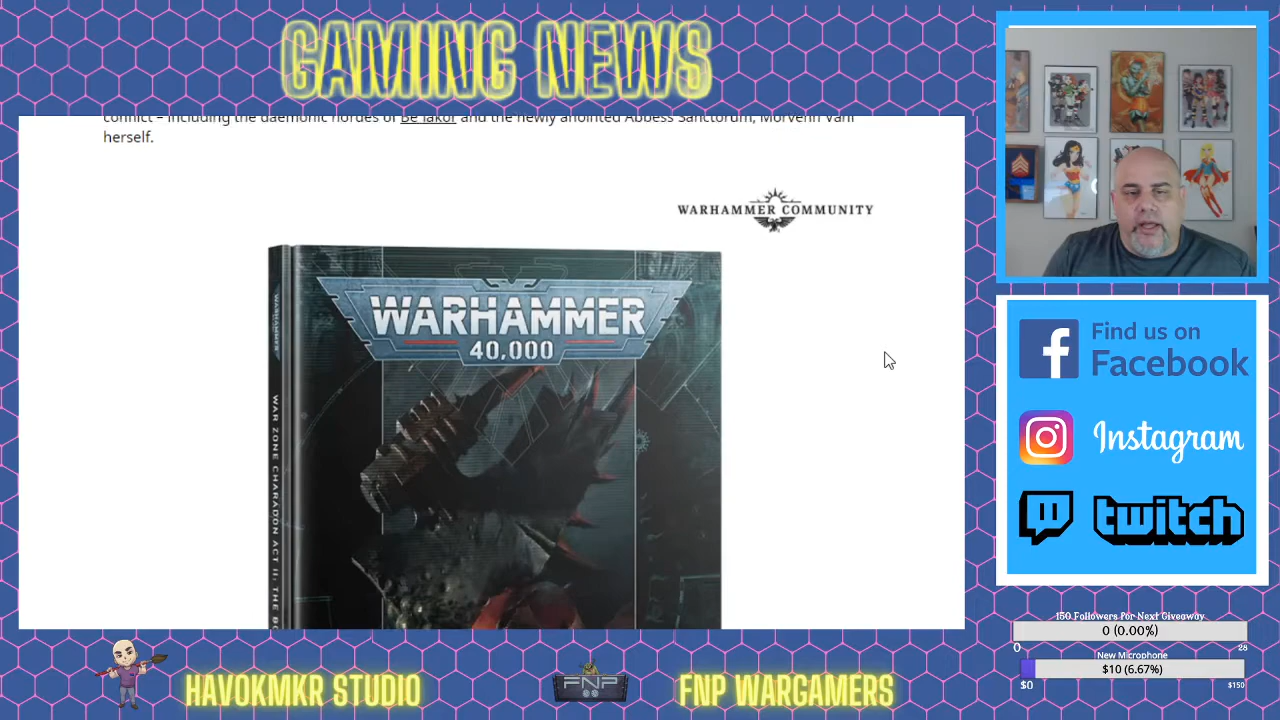 GAMING NEWS
conflict – including the daemonic hordes of Be'lakor and the newly anointed Abbess Sanctorum, Morvenn Vahl
herself.
WARHAMMER COMMUNITY
WARHAMMER
40,000
WARHAMMER
WAR ZONE CHARADON ACT II: THE BO
Find us on
Facebook
Instagram
twitch
150 Followers For Next Giveaway
0 (0.00%)
0
28
New Microphone
$10 (6.67%)
$0
$150
HAVOKMKR STUDIO
FNP
FNP WARGAMERS